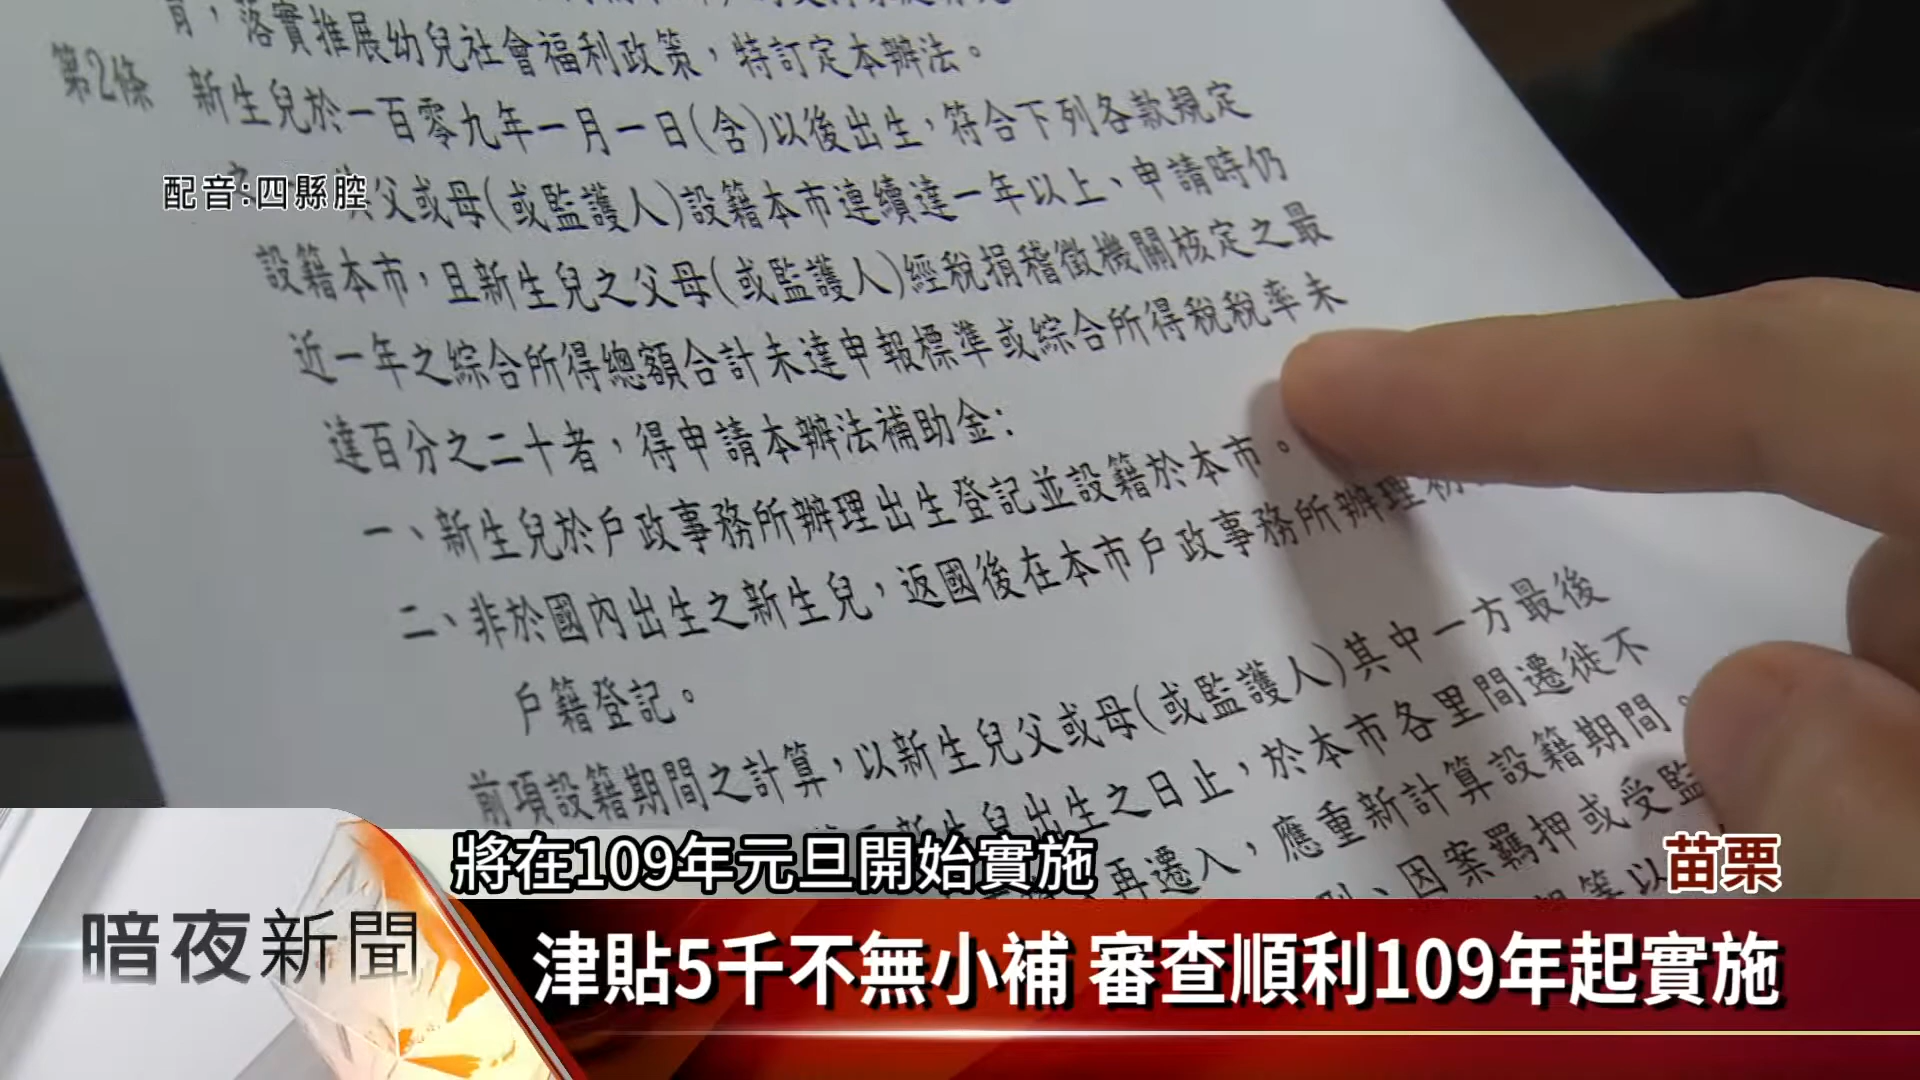 育，落實推展幼兒社會福利政策，特訂定本辦法。
第2條 新生兒於一百零九年一月一日(含)以後出生，符合下列各款規定
父或母(或監護人)設籍本市連續達一年以上、申請時仍
配音:四縣腔
設籍本市，且新生兒之父母(或監護人)經稅捐稽徵機關核定之最
近一年之綜合所得總額合計未達申報標準或綜合所得稅稅率未
達百分之二十者，得申請本辦法補助金：
一、新生兒於戶政事務所辦理出生登記並設籍於本市。
二、非於國內出生之新生兒，返國後在本市戶政事務所辦理初
戶籍登記。
前項設籍期間之計算，以新生兒父或母(或監護人)其中一方最後
新生兒出生之日止，於本市各里間遷徙不
再遷入，應重新計算設籍期間。
、因案羈押或受監
將在109年元旦開始實施
苗栗
暗夜新聞
津貼5千不無小補 審查順利109年起實施